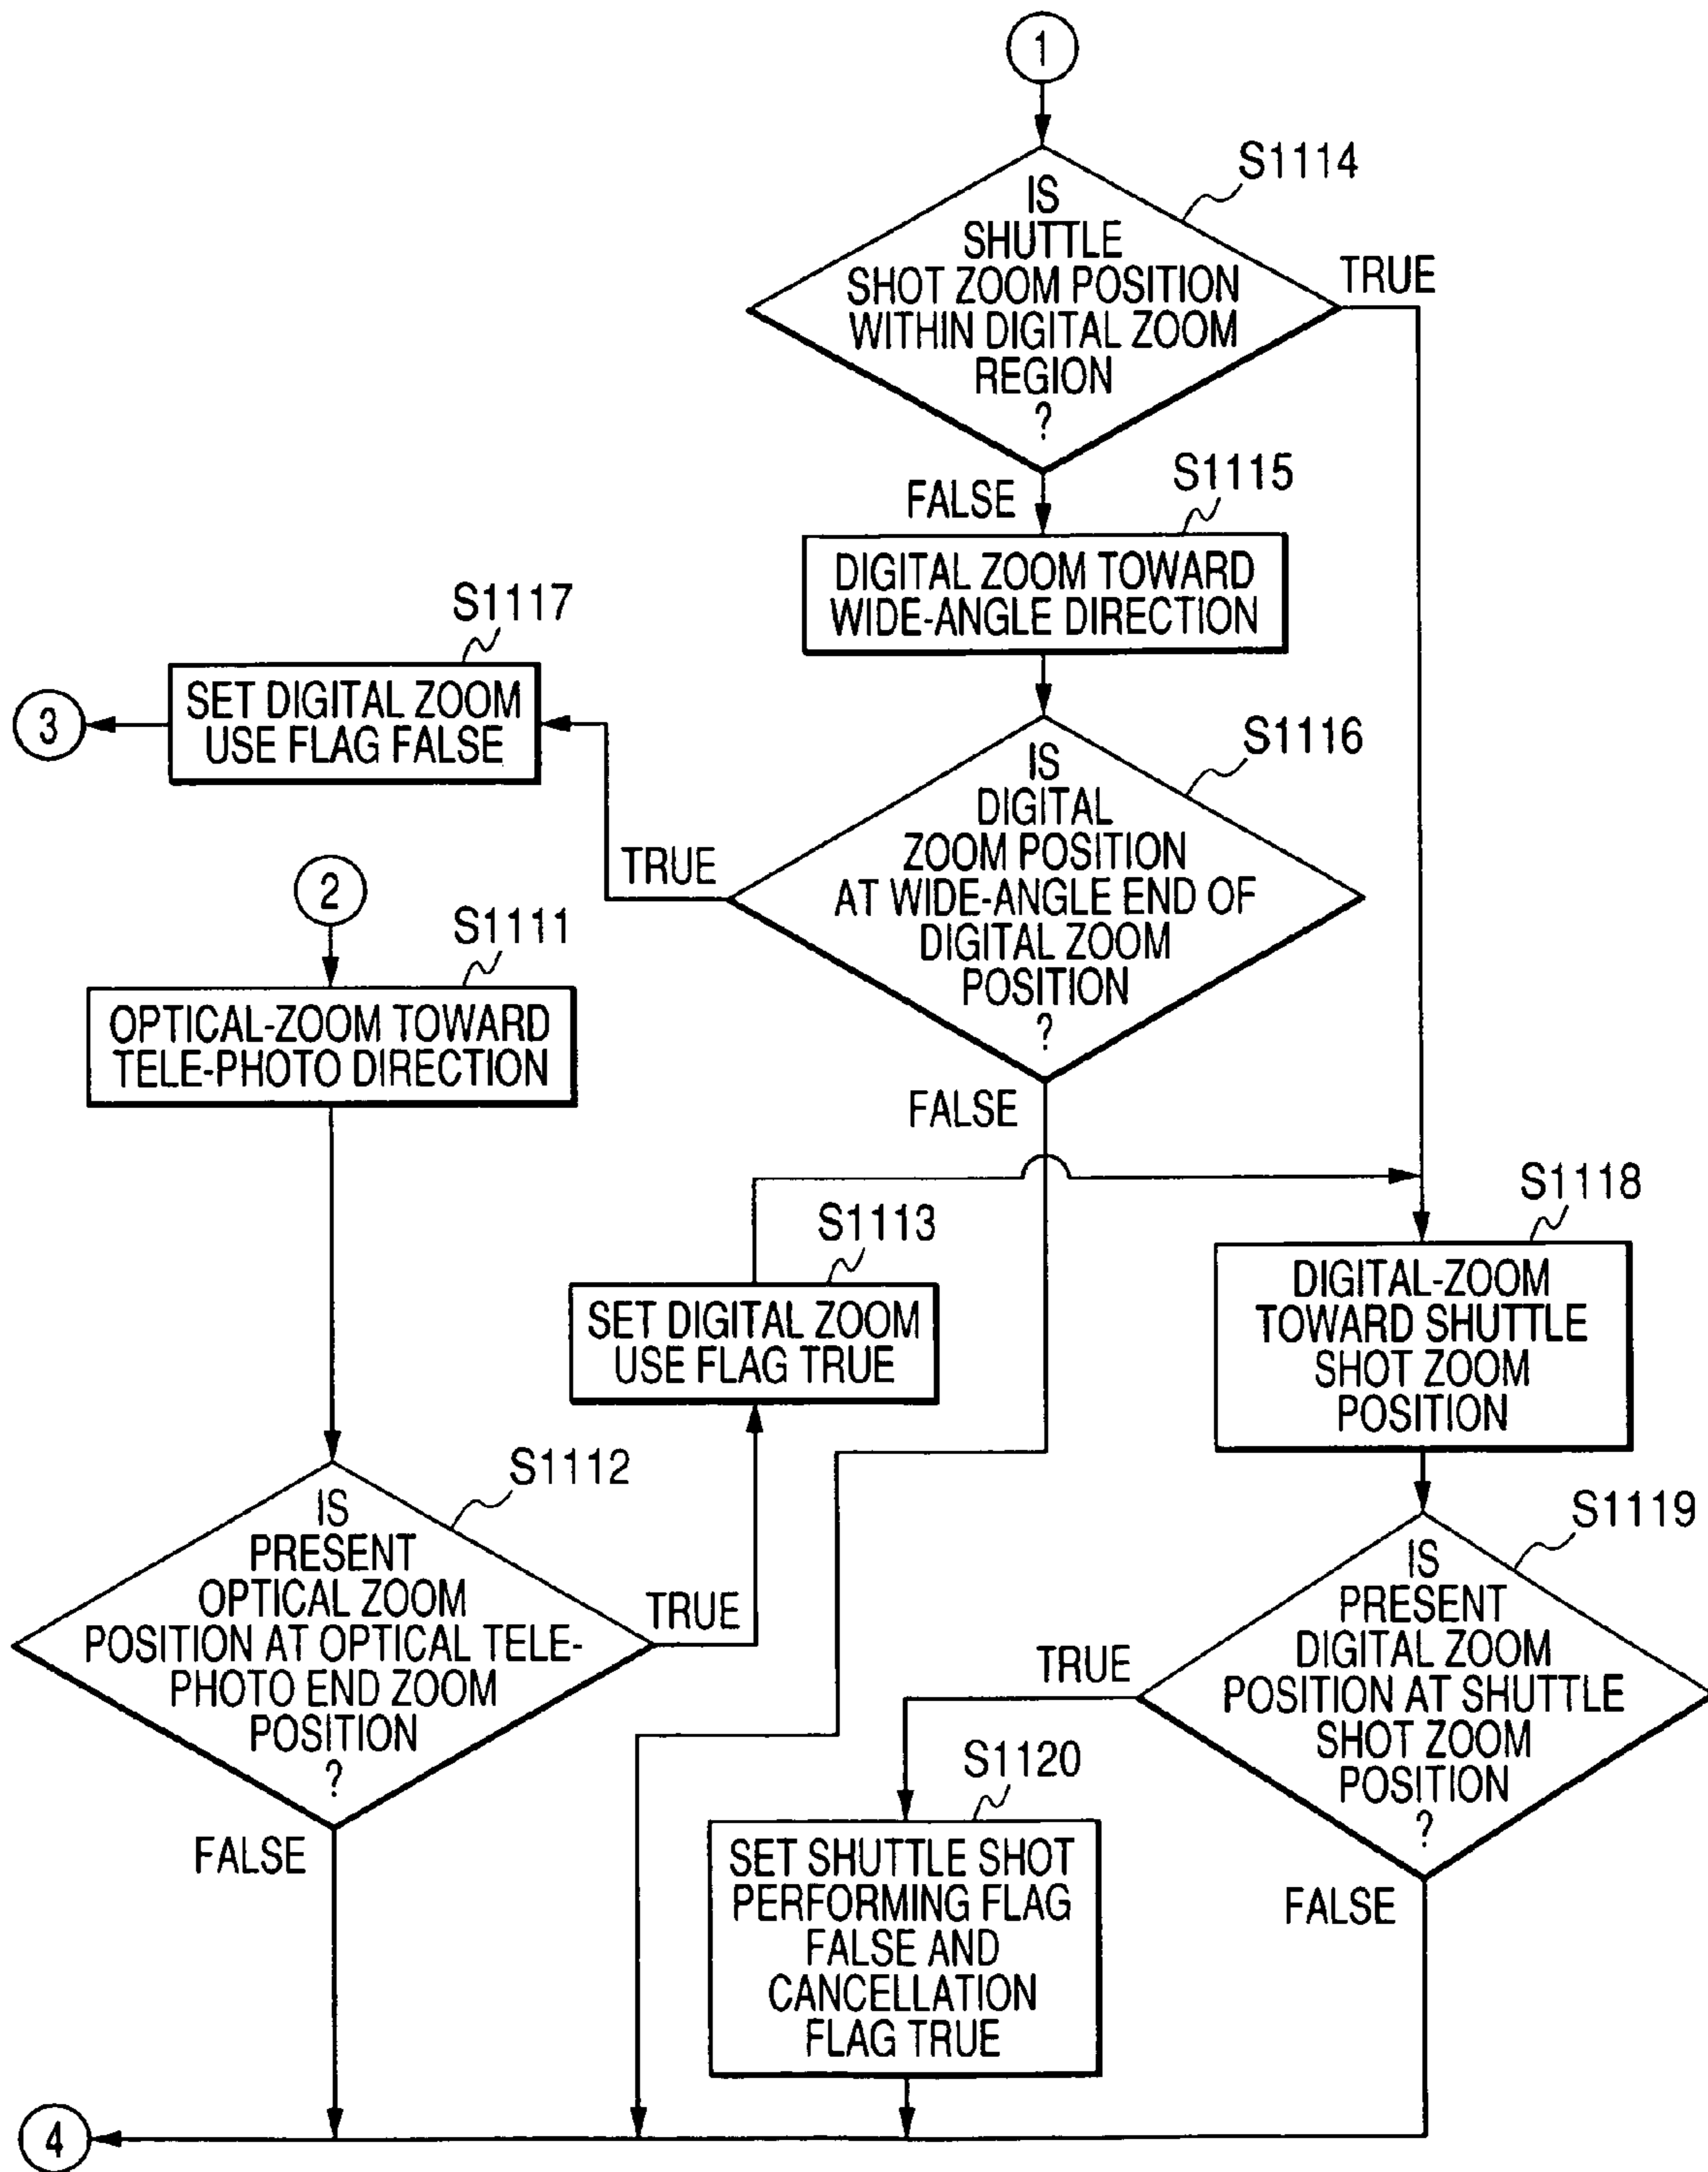 1
S1114
IS
SHUTTLE
SHOT ZOOM POSITION
WITHIN DIGITAL ZOOM
REGION
?
TRUE
FALSE
S1115
DIGITAL ZOOM TOWARD
WIDE-ANGLE DIRECTION
S1117
SET DIGITAL ZOOM
USE FLAG FALSE
3
S1116
IS
DIGITAL
ZOOM POSITION
AT WIDE-ANGLE END OF
DIGITAL ZOOM
POSITION
?
TRUE
FALSE
2
S1111
OPTICAL-ZOOM TOWARD
TELE-PHOTO DIRECTION
S1113
SET DIGITAL ZOOM
USE FLAG TRUE
S1118
DIGITAL-ZOOM
TOWARD SHUTTLE
SHOT ZOOM
POSITION
S1112
IS
PRESENT
OPTICAL ZOOM
POSITION AT OPTICAL TELE-
PHOTO END ZOOM
POSITION
?
TRUE
FALSE
S1119
IS
PRESENT
DIGITAL ZOOM
POSITION AT SHUTTLE
SHOT ZOOM
POSITION
?
TRUE
FALSE
S1120
SET SHUTTLE SHOT
PERFORMING FLAG
FALSE AND
CANCELLATION
FLAG TRUE
4